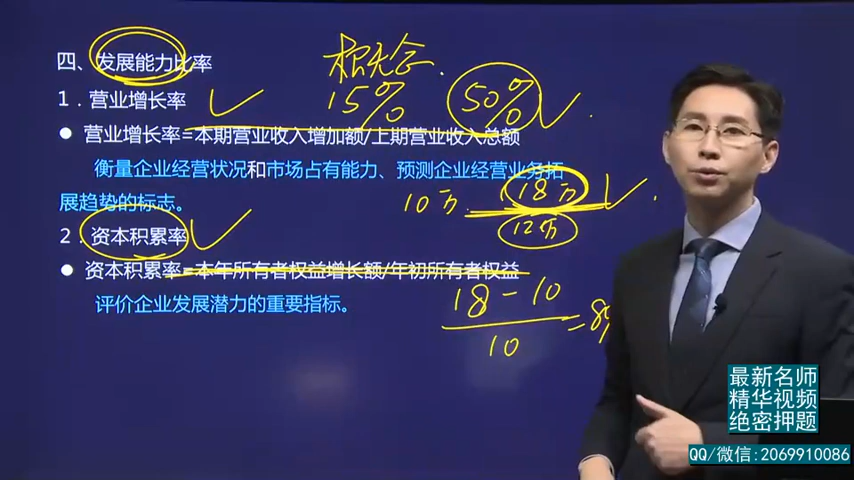 四、发展能力比率
1．营业增长率
15%
50%
● 营业增长率=本期营业收入增加额/上期营业收入总额
衡量企业经营状况和市场占有能力、预测企业经营业务拓
展趋势的标志。
10万
18万
12万
2．资本积累率
● 资本积累率=本年所有者权益增长额/年初所有者权益
评价企业发展潜力的重要指标。
18-10
10
=8
最新名师
精华视频
绝密押题
QQ/微信:2069910086